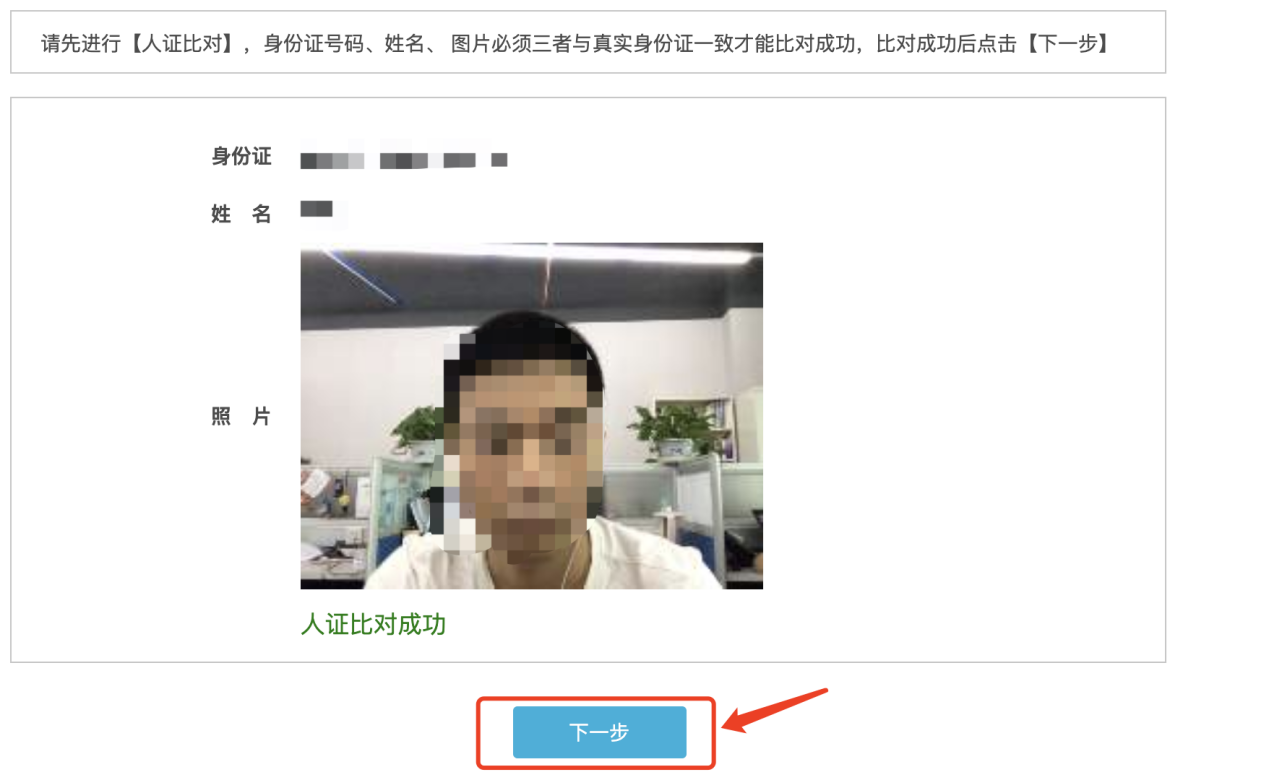 请先进行【人证比对】，身份证号码、姓名、 图片必须三者与真实身份证一致才能比对成功，比对成功后点击【下一步】
身份证
姓 名
照 片
人证比对成功
下一步